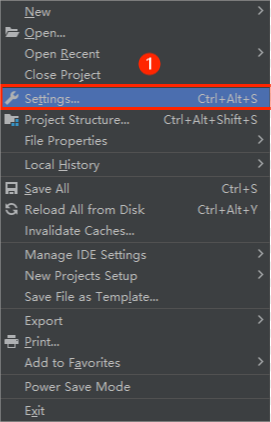 New
Open...
Open Recent
Close Project
1
Settings... Ctrl+Alt+S
Project Structure... Ctrl+Alt+Shift+S
File Properties
Local History
Save All Ctrl+S
Reload All from Disk Ctrl+Alt+Y
Invalidate Caches...
Manage IDE Settings
New Projects Setup
Save File as Template...
Export
Print...
Add to Favorites
Power Save Mode
Exit